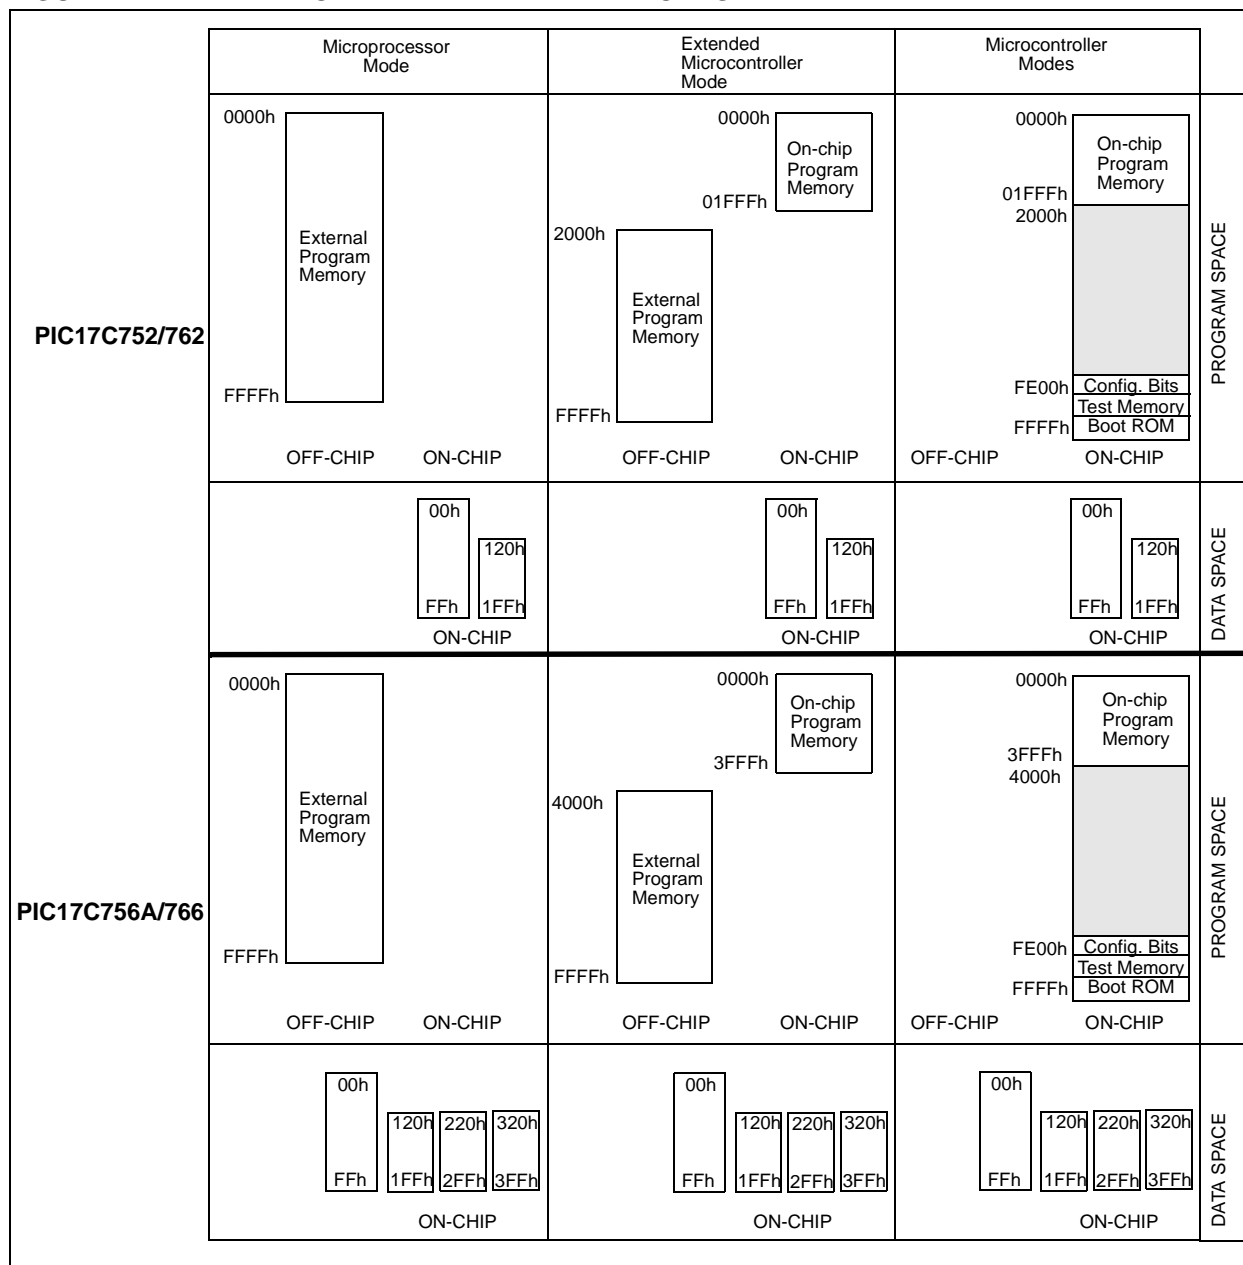 Microprocessor
Mode
Extended
Microcontroller
Mode
Microcontroller
Modes
PIC17C752/762
0000h
External
Program
Memory
FFFFh
OFF-CHIP ON-CHIP
0000h
On-chip
Program
Memory
01FFFh
2000h
External
Program
Memory
FFFFh
OFF-CHIP ON-CHIP
0000h
On-chip
Program
Memory
01FFFh
2000h
FE00h Config. Bits
Test Memory
FFFFh Boot ROM
OFF-CHIP ON-CHIP
PROGRAM SPACE
00h
120h
FFh 1FFh
ON-CHIP
00h
120h
FFh 1FFh
ON-CHIP
00h
120h
FFh 1FFh
ON-CHIP
DATA SPACE
PIC17C756A/766
0000h
External
Program
Memory
FFFFh
OFF-CHIP ON-CHIP
0000h
On-chip
Program
Memory
3FFFh
4000h
External
Program
Memory
FFFFh
OFF-CHIP ON-CHIP
0000h
On-chip
Program
Memory
3FFFh
4000h
FE00h Config. Bits
Test Memory
FFFFh Boot ROM
OFF-CHIP ON-CHIP
PROGRAM SPACE
00h
120h 220h 320h
FFh 1FFh 2FFh 3FFh
ON-CHIP
00h
120h 220h 320h
FFh 1FFh 2FFh 3FFh
ON-CHIP
00h
120h 220h 320h
FFh 1FFh 2FFh 3FFh
ON-CHIP
DATA SPACE